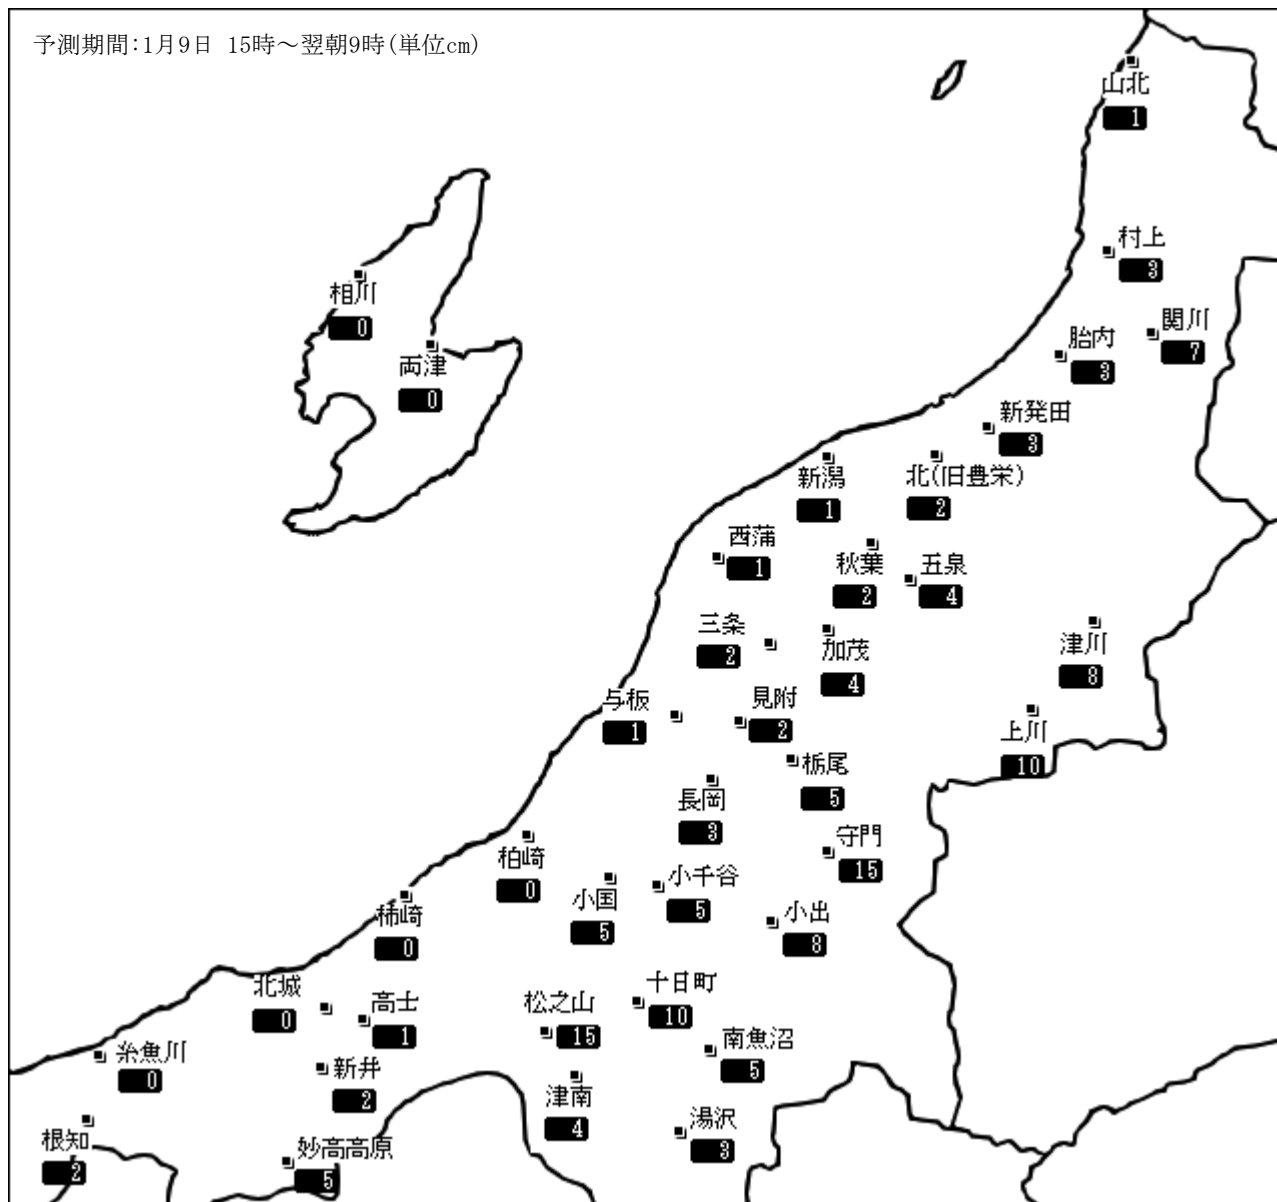 予測期間:1月9日 15時～翌朝9時(単位cm)
山北
1
村上
3
関川
7
胎内
3
新発田
3
相川
0
両津
0
新潟
1
北(旧豊栄)
2
西蒲
1
秋葉
2
五泉
4
三条
2
加茂
4
津川
8
与板
1
見附
2
上川
10
栃尾
5
長岡
3
守門
15
柏崎
0
小国
5
小千谷
5
小出
8
柿崎
0
北城
0
高士
1
松之山
15
十日町
10
南魚沼
5
糸魚川
0
新井
2
津南
4
湯沢
3
根知
2
妙高高原
5